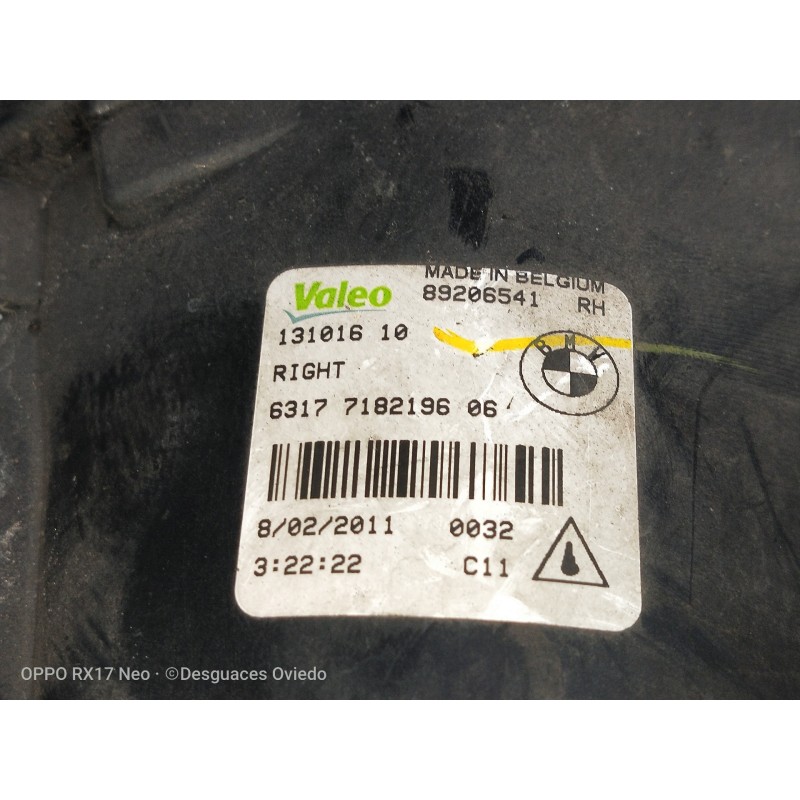 MADE IN BELGIUM
Valeo 89206541 RH
131016 10
BMW
RIGHT
6317 7182196 06
8/02/2011 0032
3:22:22 C11
OPPO RX17 Neo · ©Desguaces Oviedo